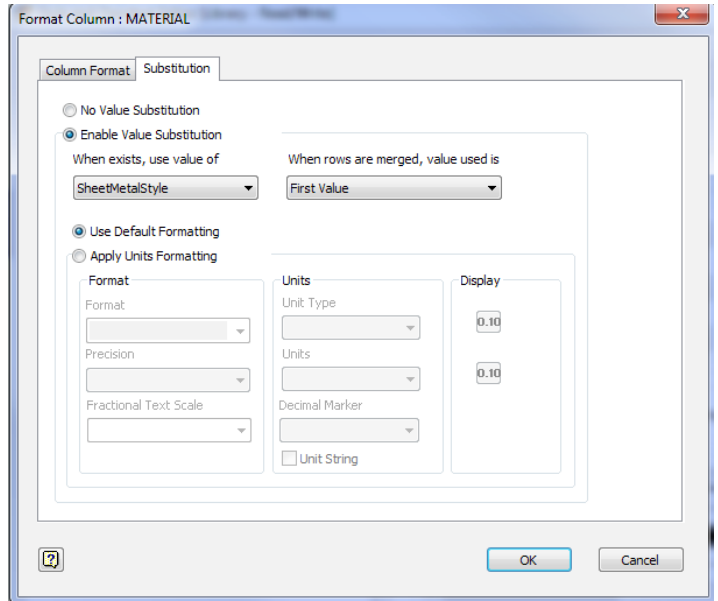 Format Column : MATERIAL
Column Format Substitution
No Value Substitution
Enable Value Substitution
When exists, use value of When rows are merged, value used is
SheetMetalStyle First Value
Use Default Formatting
Apply Units Formatting
Format Units Display
Format Unit Type
0.10
Precision Units
0.10
Fractional Text Scale Decimal Marker
Unit String
? OK Cancel